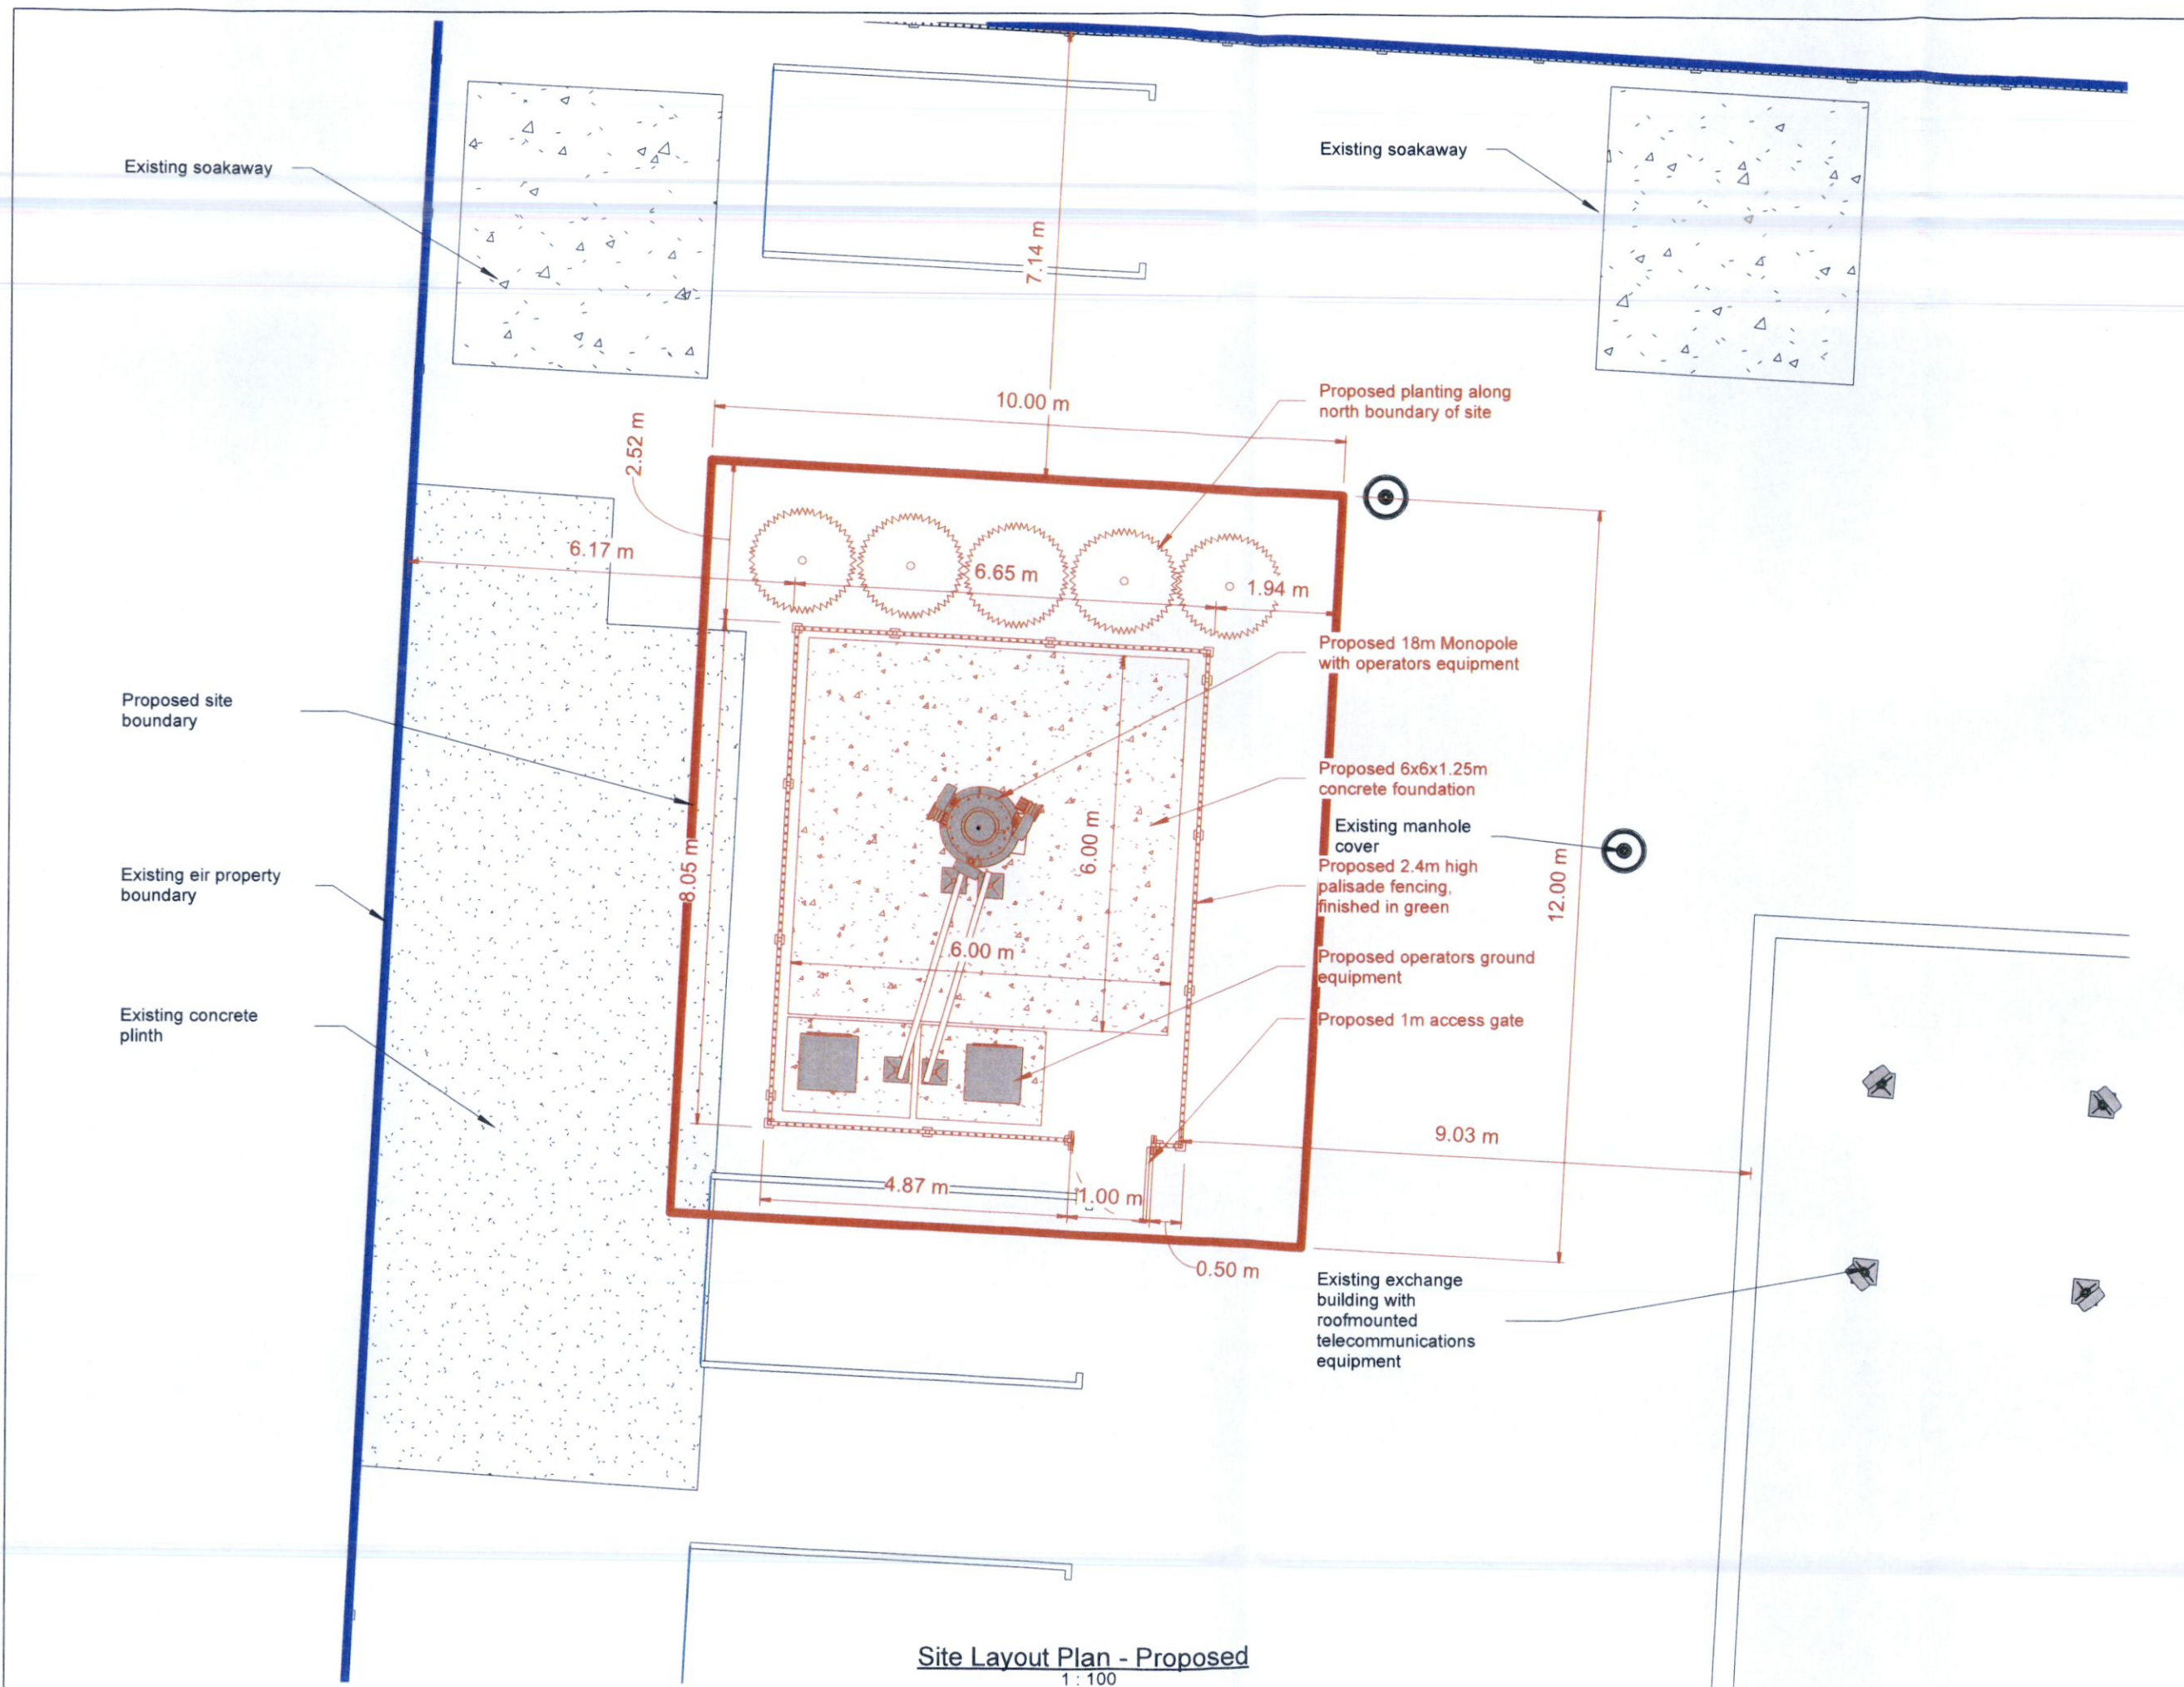 Existing soakaway
Existing soakaway
7.14 m
10.00 m
Proposed planting along
north boundary of site
2.52 m
6.17 m
6.65 m
1.94 m
Proposed 18m Monopole
with operators equipment
Proposed site
boundary
Proposed 6x6x1.25m
concrete foundation
Existing manhole
cover
6.00 m
8.05 m
12.00 m
Proposed 2.4m high
palisade fencing,
finished in green
Existing eir property
boundary
6.00 m
Proposed operators ground
equipment
Existing concrete
plinth
Proposed 1m access gate
9.03 m
4.87 m
1.00 m
0.50 m
Existing exchange
building with
roofmounted
telecommunications
equipment
Site Layout Plan - Proposed
1 : 100